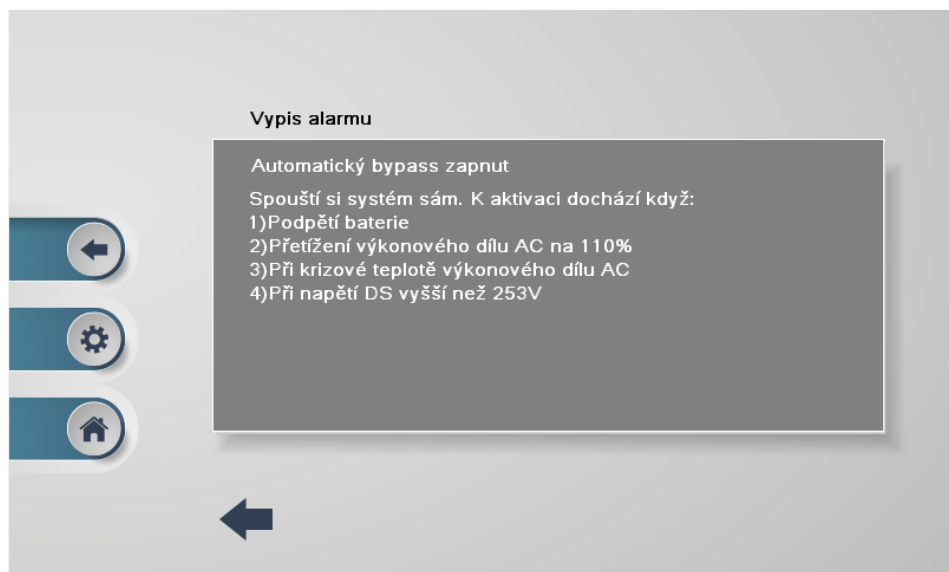 Vypis alarmu
Automatický bypass zapnut
Spouští si systém sám. K aktivaci dochází když:
1)Podpětí baterie
2)Přetížení výkonového dílu AC na 110%
3)Při krizové teplotě výkonového dílu AC
4)Při napětí DS vyšší než 253V